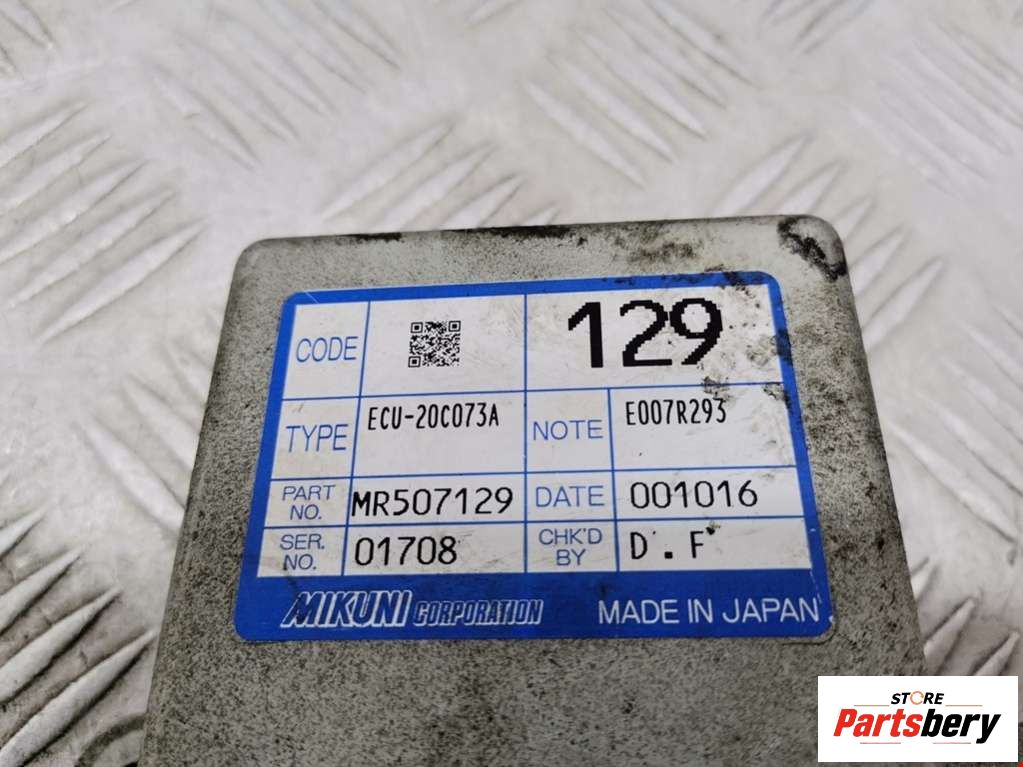 CODE 129
TYPE ECU-20C073A NOTE E007R293
PART NO. MR507129 DATE 001016
SER. NO. 01708 CHK'D BY D.F
MIKUNI CORPORATION MADE IN JAPAN
STORE
Partsbery